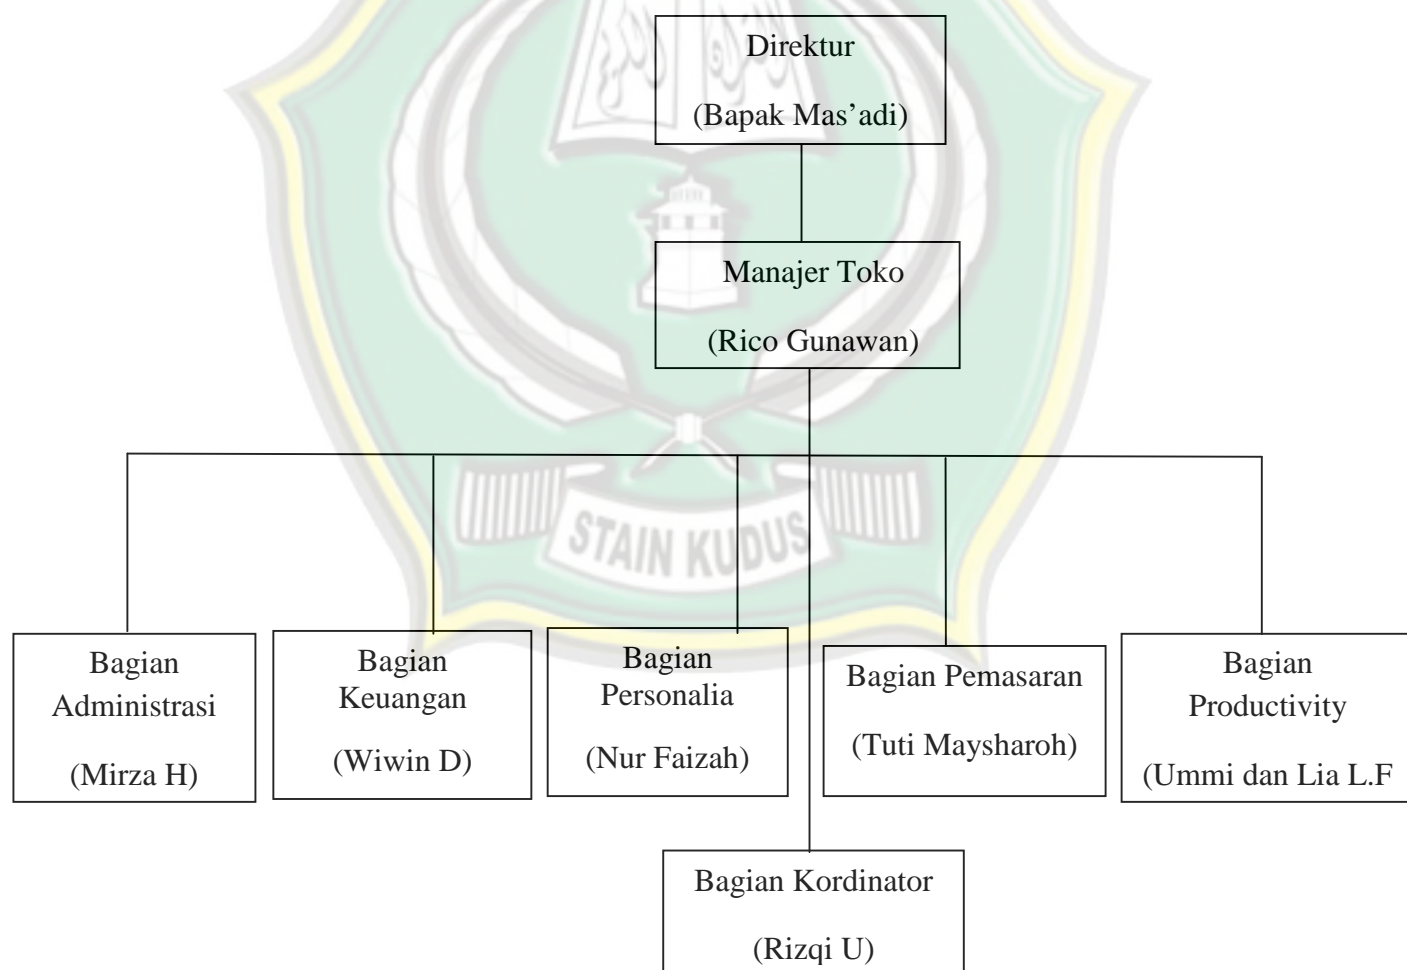 Direktur
(Bapak Mas’adi)
Manajer Toko
(Rico Gunawan)
STAIN KUDUS
Bagian
Administrasi
(Mirza H)
Bagian
Keuangan
(Wiwin D)
Bagian
Personalia
(Nur Faizah)
Bagian Pemasaran
(Tuti Maysharoh)
Bagian
Productivity
(Ummi dan Lia L.F
Bagian Kordinator
(Rizqi U)